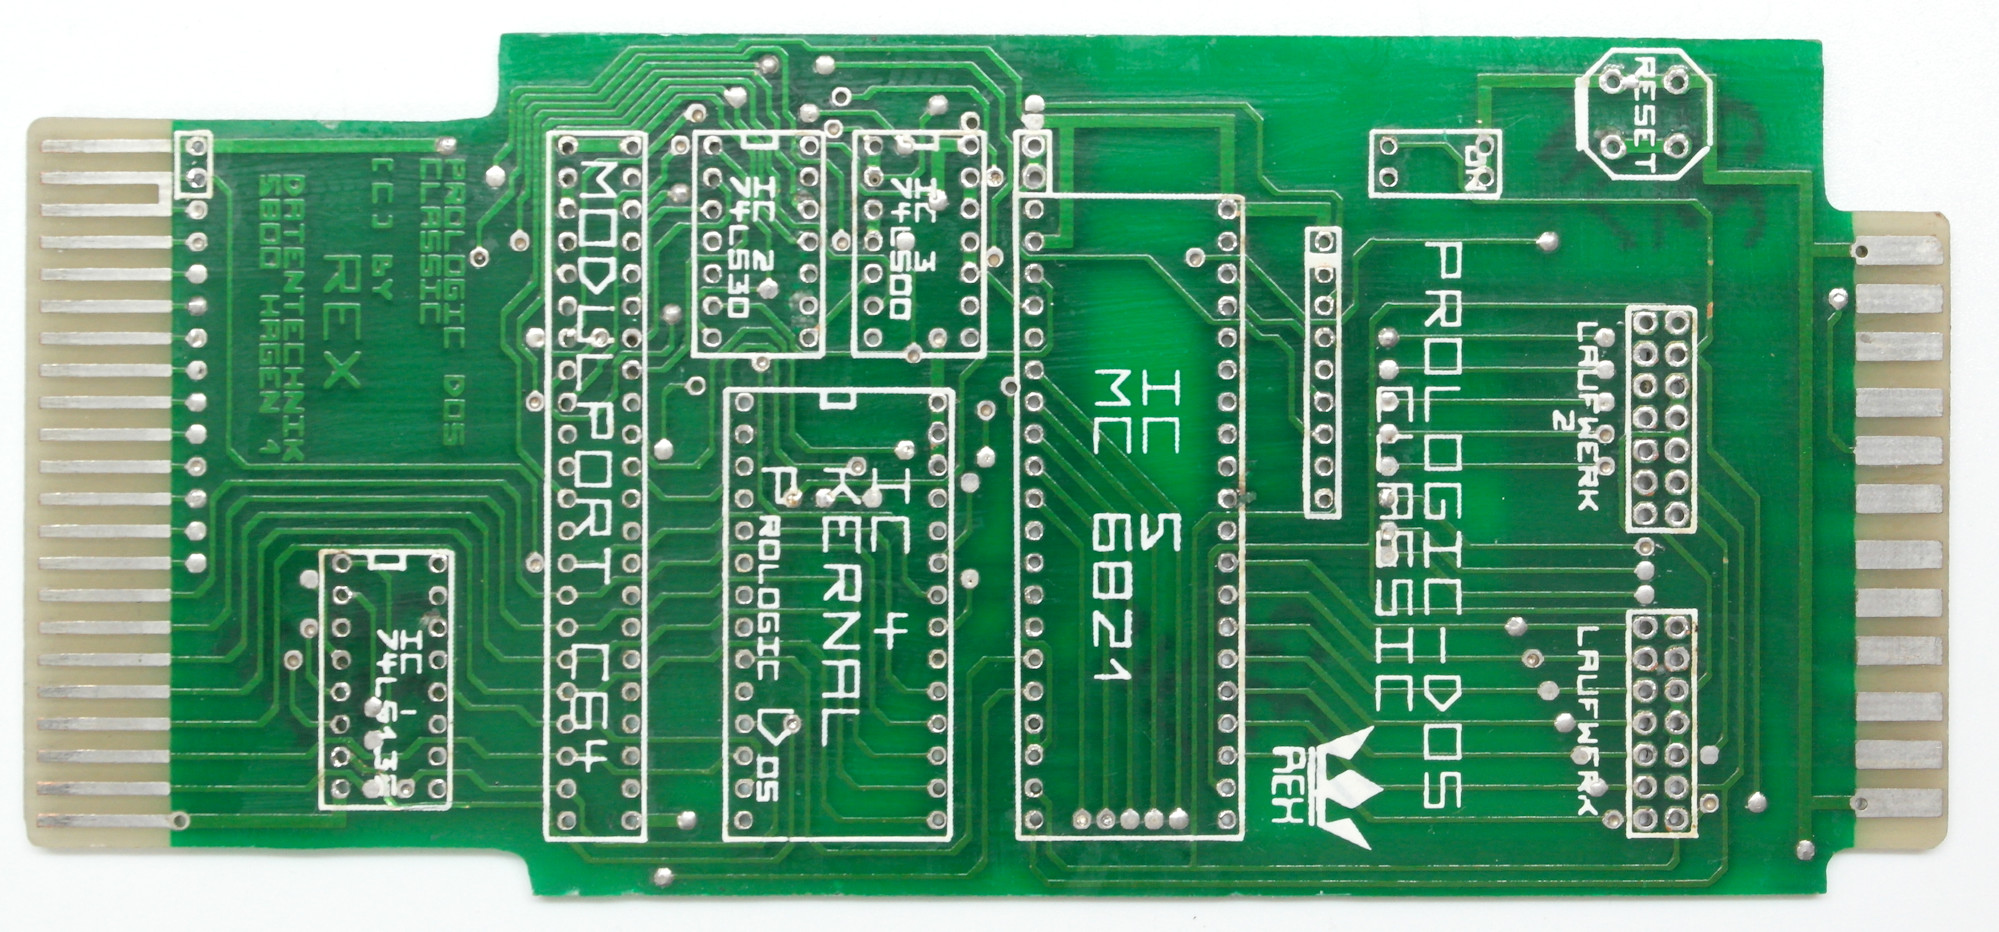 PROLOGIC DOS
CLASSIC
(C) BY
REX
DATENTECHNIK
5800 HAGEN 1
IC 1
MODULPORT C64
IC 2
74LS30
IC 3
74LS00
IC 4
KERNAL
PROLOGIC DOS
IC 5
MC 6821
PROLOGIC-DOS
CLASSIC
REX
ON
RESET
LAUFWERK
2
LAUFWERK